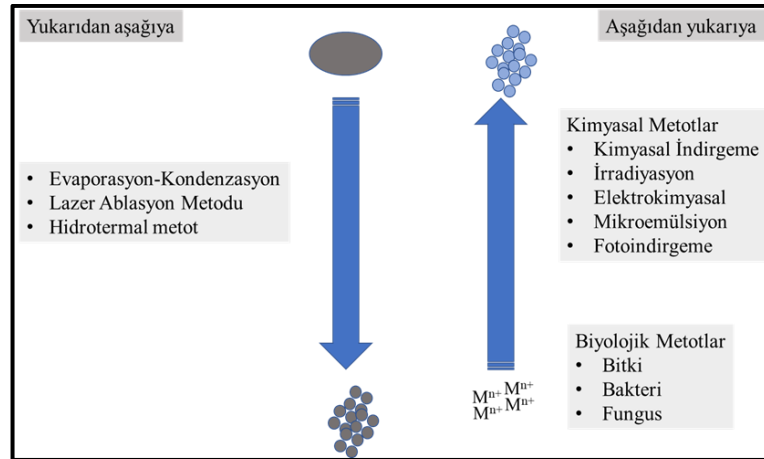 Yukarıdan aşağıya
Aşağıdan yukarıya
• Evaporasyon-Kondenzasyon
• Lazer Ablasyon Metodu
• Hidrotermal metot
Kimyasal Metotlar
• Kimyasal İndirgeme
• İrradiyasyon
• Elektrokimyasal
• Mikroemülsiyon
• Fotoindirgeme
Biyolojik Metotlar
• Bitki
• Bakteri
• Fungus
Mⁿ⁺ Mⁿ⁺
Mⁿ⁺ Mⁿ⁺